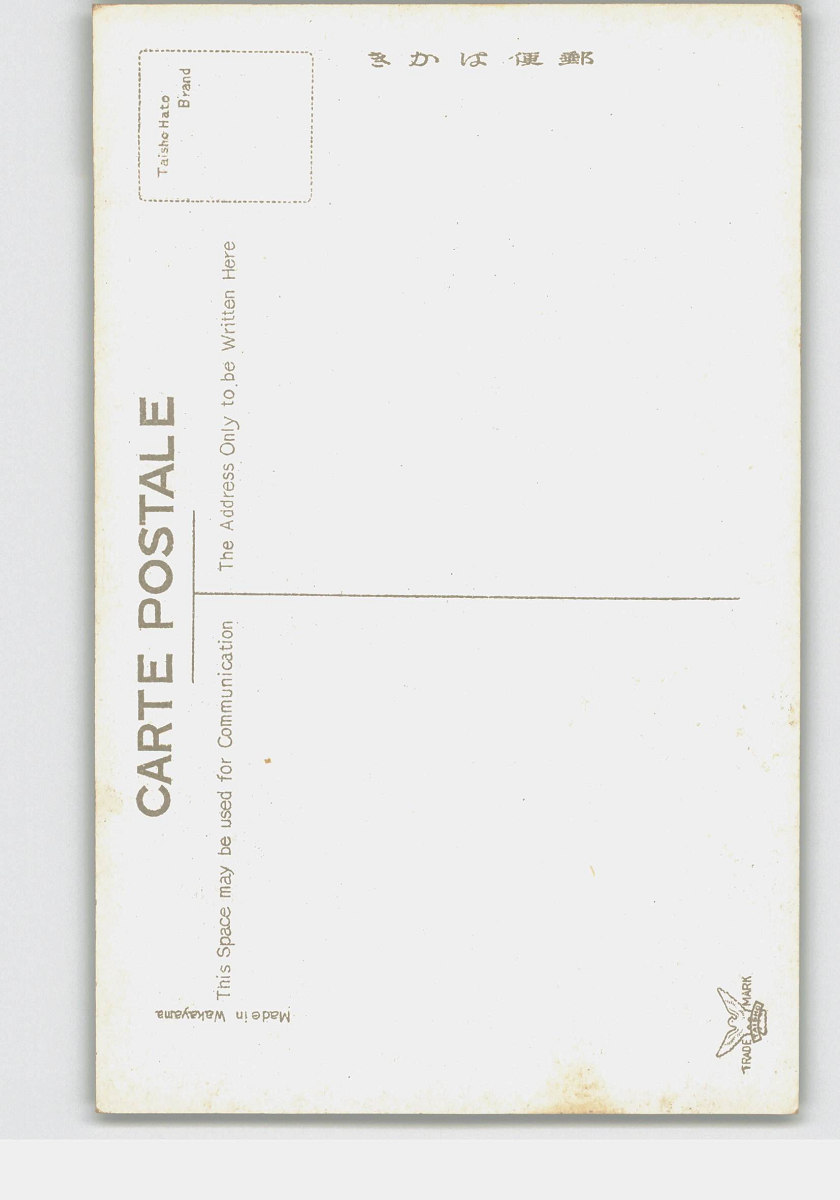 きかは便郵
Taisho Hato
Brand
CARTE POSTALE
The Address Only to be Written Here
This Space may be used for Communication
Made in Wakayama
TRADE MARK